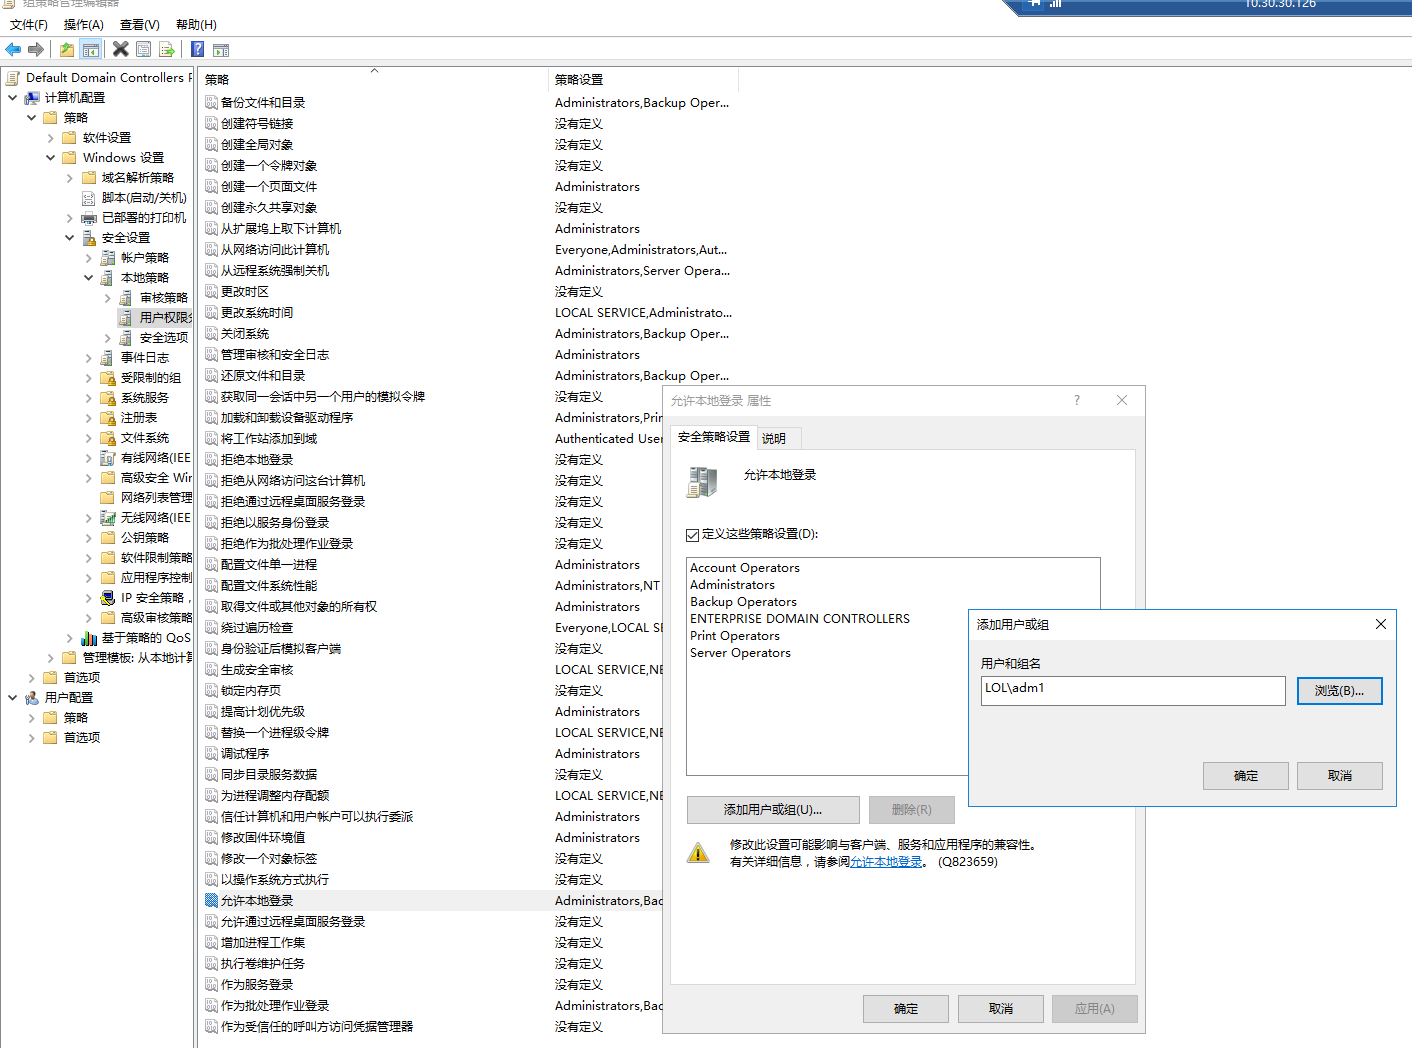 组策略管理编辑器
10.30.30.126
文件(F) 操作(A) 查看(V) 帮助(H)
Default Domain Controllers P
计算机配置
策略
软件设置
Windows 设置
域名解析策略
脚本(启动/关机)
已部署的打印机
安全设置
帐户策略
本地策略
审核策略
用户权限分
安全选项
事件日志
受限制的组
系统服务
注册表
文件系统
有线网络(IEE
高级安全 Win
网络列表管理
无线网络(IEE
公钥策略
软件限制策略
应用程序控制
IP 安全策略，
高级审核策略
基于策略的 QoS
管理模板: 从本地计算
首选项
用户配置
策略
首选项
策略 策略设置
备份文件和目录 Administrators,Backup Oper...
创建符号链接 没有定义
创建全局对象 没有定义
创建一个令牌对象 没有定义
创建一个页面文件 Administrators
创建永久共享对象 没有定义
从扩展坞上取下计算机 Administrators
从网络访问此计算机 Everyone,Administrators,Aut...
从远程系统强制关机 Administrators,Server Opera...
更改时区 没有定义
更改系统时间 LOCAL SERVICE,Administrato...
关闭系统 Administrators,Backup Oper...
管理审核和安全日志 Administrators
还原文件和目录 Administrators,Backup Oper...
获取同一会话中另一个用户的模拟令牌 没有定义
加载和卸载设备驱动程序 Administrators,Prin
将工作站添加到域 Authenticated User
拒绝本地登录 没有定义
拒绝从网络访问这台计算机 没有定义
拒绝通过远程桌面服务登录 没有定义
拒绝以服务身份登录 没有定义
拒绝作为批处理作业登录 没有定义
配置文件单一进程 Administrators
配置文件系统性能 Administrators,NT
取得文件或其他对象的所有权 Administrators
绕过遍历检查 Everyone,LOCAL SE
身份验证后模拟客户端 没有定义
生成安全审核 LOCAL SERVICE,NE
锁定内存页 没有定义
提高计划优先级 Administrators
替换一个进程级令牌 LOCAL SERVICE,NE
调试程序 Administrators
同步目录服务数据 没有定义
为进程调整内存配额 LOCAL SERVICE,NE
信任计算机和用户帐户可以执行委派 Administrators
修改固件环境值 Administrators
修改一个对象标签 没有定义
以操作系统方式执行 没有定义
允许本地登录 Administrators,Bac
允许通过远程桌面服务登录 没有定义
增加进程工作集 没有定义
执行卷维护任务 没有定义
作为服务登录 没有定义
作为批处理作业登录 Administrators,Bac
作为受信任的呼叫方访问凭据管理器 没有定义
允许本地登录 属性
安全策略设置 说明
允许本地登录
定义这些策略设置(D):
Account Operators
Administrators
Backup Operators
ENTERPRISE DOMAIN CONTROLLERS
Print Operators
Server Operators
添加用户或组(U)... 删除(R)
修改此设置可能影响与客户端、服务和应用程序的兼容性。
有关详细信息，请参阅允许本地登录。 (Q823659)
确定 取消 应用(A)
添加用户或组
用户和组名
LOL\adm1 浏览(B)...
确定 取消